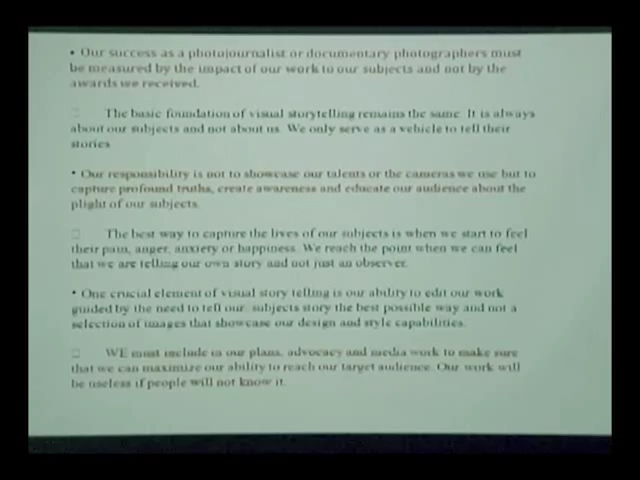 • Our success as a photojournalist or documentary photographers must
be measured by the impact of our work to our subjects and not by the
awards we received.
The basic foundation of visual storytelling remains the same. It is always
about our subjects and not about us. We only serve as a vehicle to tell their
stories
• Our responsibility is not to showcase our talents or the cameras we use but to
capture profound truths, create awareness and educate our audience about the
plight of our subjects.
The best way to capture the lives of our subjects is when we start to feel
their pain, anger, anxiety or happiness. We reach the point when we can feel
that we are telling our own story and not just an observer.
• One crucial element of visual story telling is our ability to edit our work
guided by the need to tell our subjects story the best possible way and not a
selection of images that showcase our design and style capabilities.
WE must include in our plans, advocacy and media work to make sure
that we can maximize our ability to reach our target audience. Our work will
be useless if people will not know it.